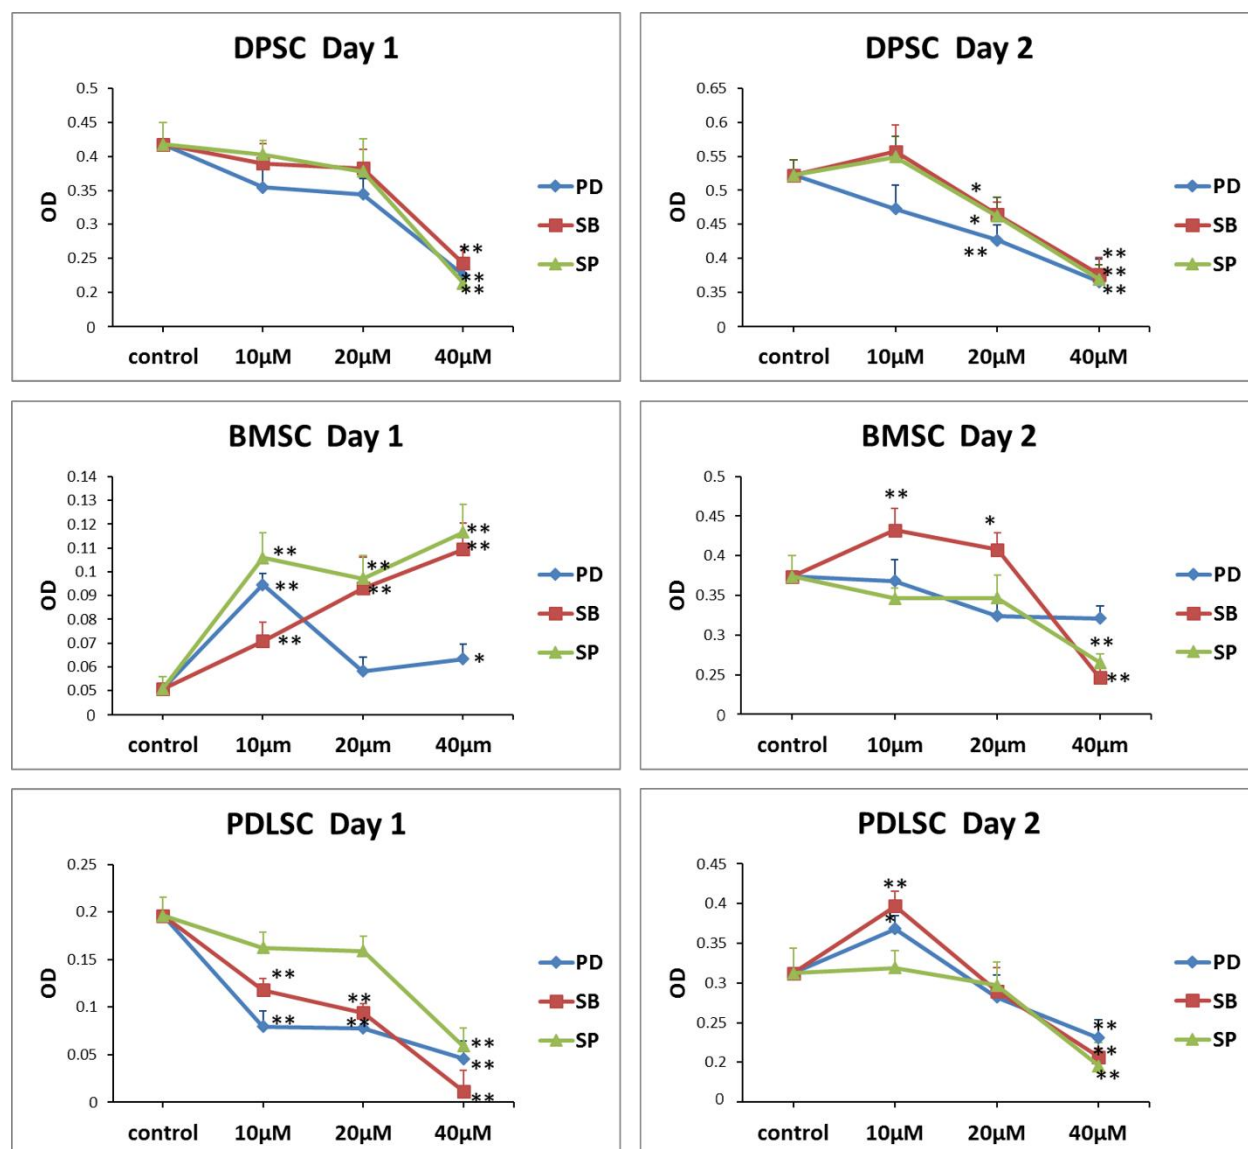 DPSC Day 1
0.5
0.45
0.4
0.35
0.3
0.25
0.2
0
OD
control 10µM 20µM 40µM
**
**
**
PD
SB
SP
DPSC Day 2
0.65
0.6
0.55
0.5
0.45
0.4
0.35
0
OD
control 10µM 20µM 40µM
*
*
**
**
**
**
PD
SB
SP
BMSC Day 1
0.14
0.13
0.12
0.11
0.1
0.09
0.08
0.07
0.06
0.05
0
OD
control 10µm 20µm 40µm
**
**
**
**
**
**
**
*
PD
SB
SP
BMSC Day 2
0.5
0.45
0.4
0.35
0.3
0.25
0
OD
control 10µm 20µm 40µm
**
*
**
**
PD
SB
SP
PDLSC Day 1
0.25
0.2
0.15
0.1
0.05
0
OD
control 10µM 20µM 40µM
**
**
**
**
**
**
**
PD
SB
SP
PDLSC Day 2
0.45
0.4
0.35
0.3
0.25
0.2
0
OD
control 10µM 20µM 40µM
**
*
**
**
**
PD
SB
SP